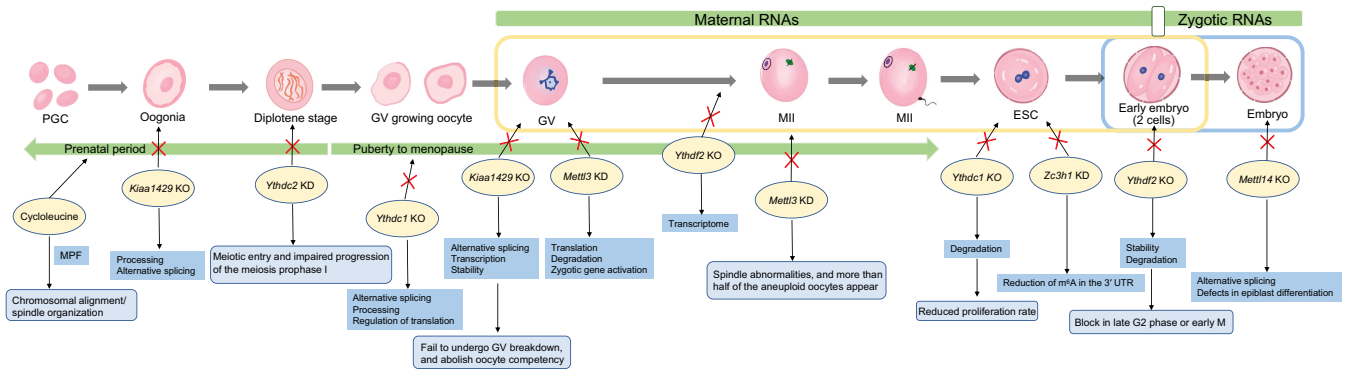 Maternal RNAs
Zygotic RNAs
PGC
Oogonia
Diplotene stage
GV growing oocyte
GV
MII
MII
ESC
Early embryo
(2 cells)
Embryo
Prenatal period
Puberty to menopause
Cycloleucine
Kiaa1429 KO
Ythdc2 KD
Ythdc1 KO
Kiaa1429 KO
Mettl3 KD
Ythdf2 KO
Mettl3 KD
Ythdc1 KO
Zc3h1 KD
Ythdf2 KO
Mettl14 KO
MPF
Chromosomal alignment/
spindle organization
Processing
Alternative splicing
Meiotic entry and impaired progression
of the meiosis prophase I
Alternative splicing
Processing
Regulation of translation
Alternative splicing
Transcription
Stability
Fail to undergo GV breakdown,
and abolish oocyte competency
Translation
Degradation
Zygotic gene activation
Transcriptome
Spindle abnormalities, and more than
half of the aneuploid oocytes appear
Degradation
Reduced proliferation rate
Reduction of m⁶A in the 3′ UTR
Stability
Degradation
Block in late G2 phase or early M
Alternative splicing
Defects in epiblast differentiation